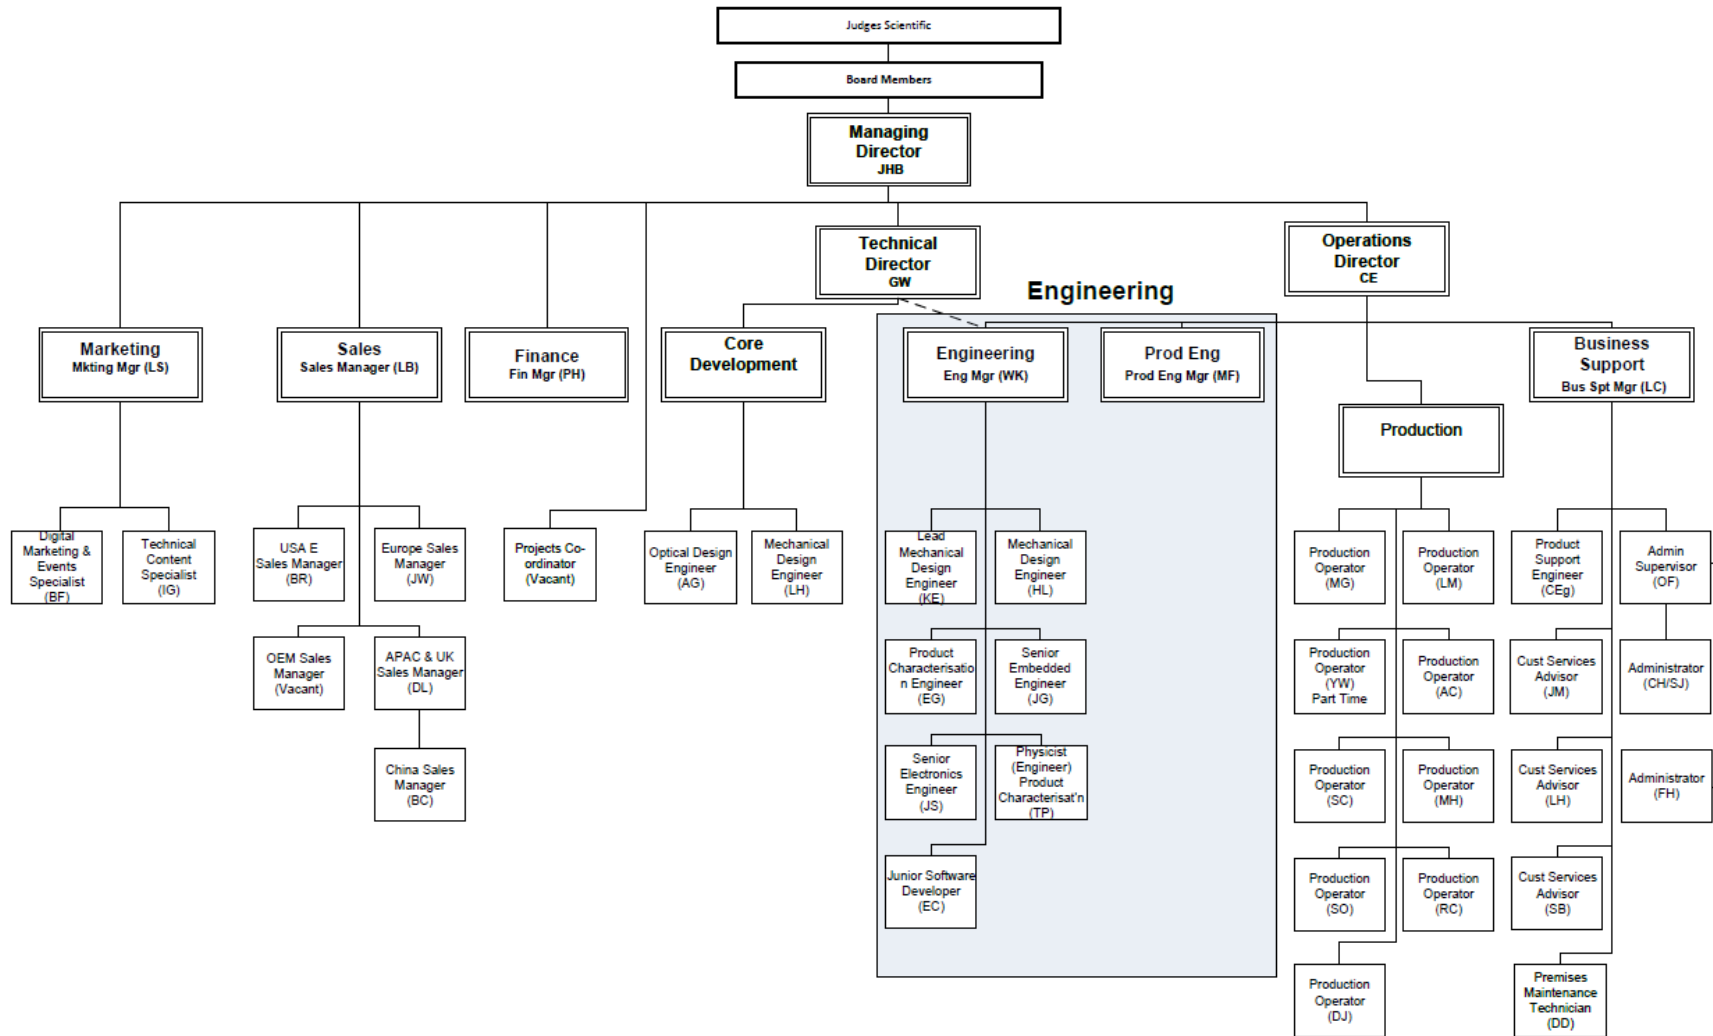 Judges Scientific
Board Members
Managing
Director
JHB
Technical
Director
GW
Operations
Director
CE
Engineering
Marketing
Mkting Mgr (LS)
Sales
Sales Manager (LB)
Finance
Fin Mgr (PH)
Core
Development
Engineering
Eng Mgr (WK)
Prod Eng
Prod Eng Mgr (MF)
Business
Support
Bus Spt Mgr (LC)
Production
Digital
Marketing &
Events
Specialist
(BF)
Technical
Content
Specialist
(IG)
USA E
Sales Manager
(BR)
Europe Sales
Manager
(JW)
Projects Co-
ordinator
(Vacant)
Optical Design
Engineer
(AG)
Mechanical
Design
Engineer
(LH)
Lead
Mechanical
Design
Engineer
(KE)
Mechanical
Design
Engineer
(HL)
Production
Operator
(MG)
Production
Operator
(LM)
Product
Support
Engineer
(CEg)
Admin
Supervisor
(OF)
OEM Sales
Manager
(Vacant)
APAC & UK
Sales Manager
(DL)
Product
Characterisatio
n Engineer
(EG)
Senior
Embedded
Engineer
(JG)
Production
Operator
(YW)
Part Time
Production
Operator
(AC)
Cust Services
Advisor
(JM)
Administrator
(CH/SJ)
China Sales
Manager
(BC)
Senior
Electronics
Engineer
(JS)
Physicist
(Engineer)
Product
Characterisat'n
(TP)
Production
Operator
(SC)
Production
Operator
(MH)
Cust Services
Advisor
(LH)
Administrator
(FH)
Junior Software
Developer
(EC)
Production
Operator
(SO)
Production
Operator
(RC)
Cust Services
Advisor
(SB)
Production
Operator
(DJ)
Premises
Maintenance
Technician
(DD)